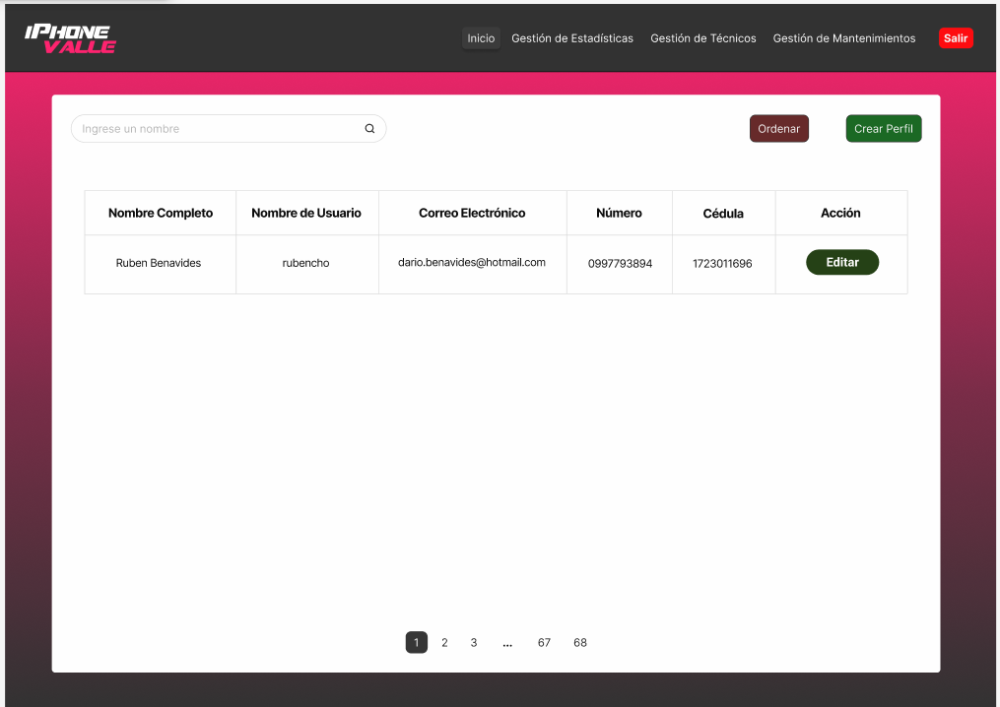 iPHONE
VALLE
Inicio Gestión de Estadísticas Gestión de Técnicos Gestión de Mantenimientos Salir
Ingrese un nombre Ordenar Crear Perfil
Nombre Completo Nombre de Usuario Correo Electrónico Número Cédula Acción
Ruben Benavides rubencho dario.benavides@hotmail.com 0997793894 1723011696 Editar
1 2 3 ... 67 68